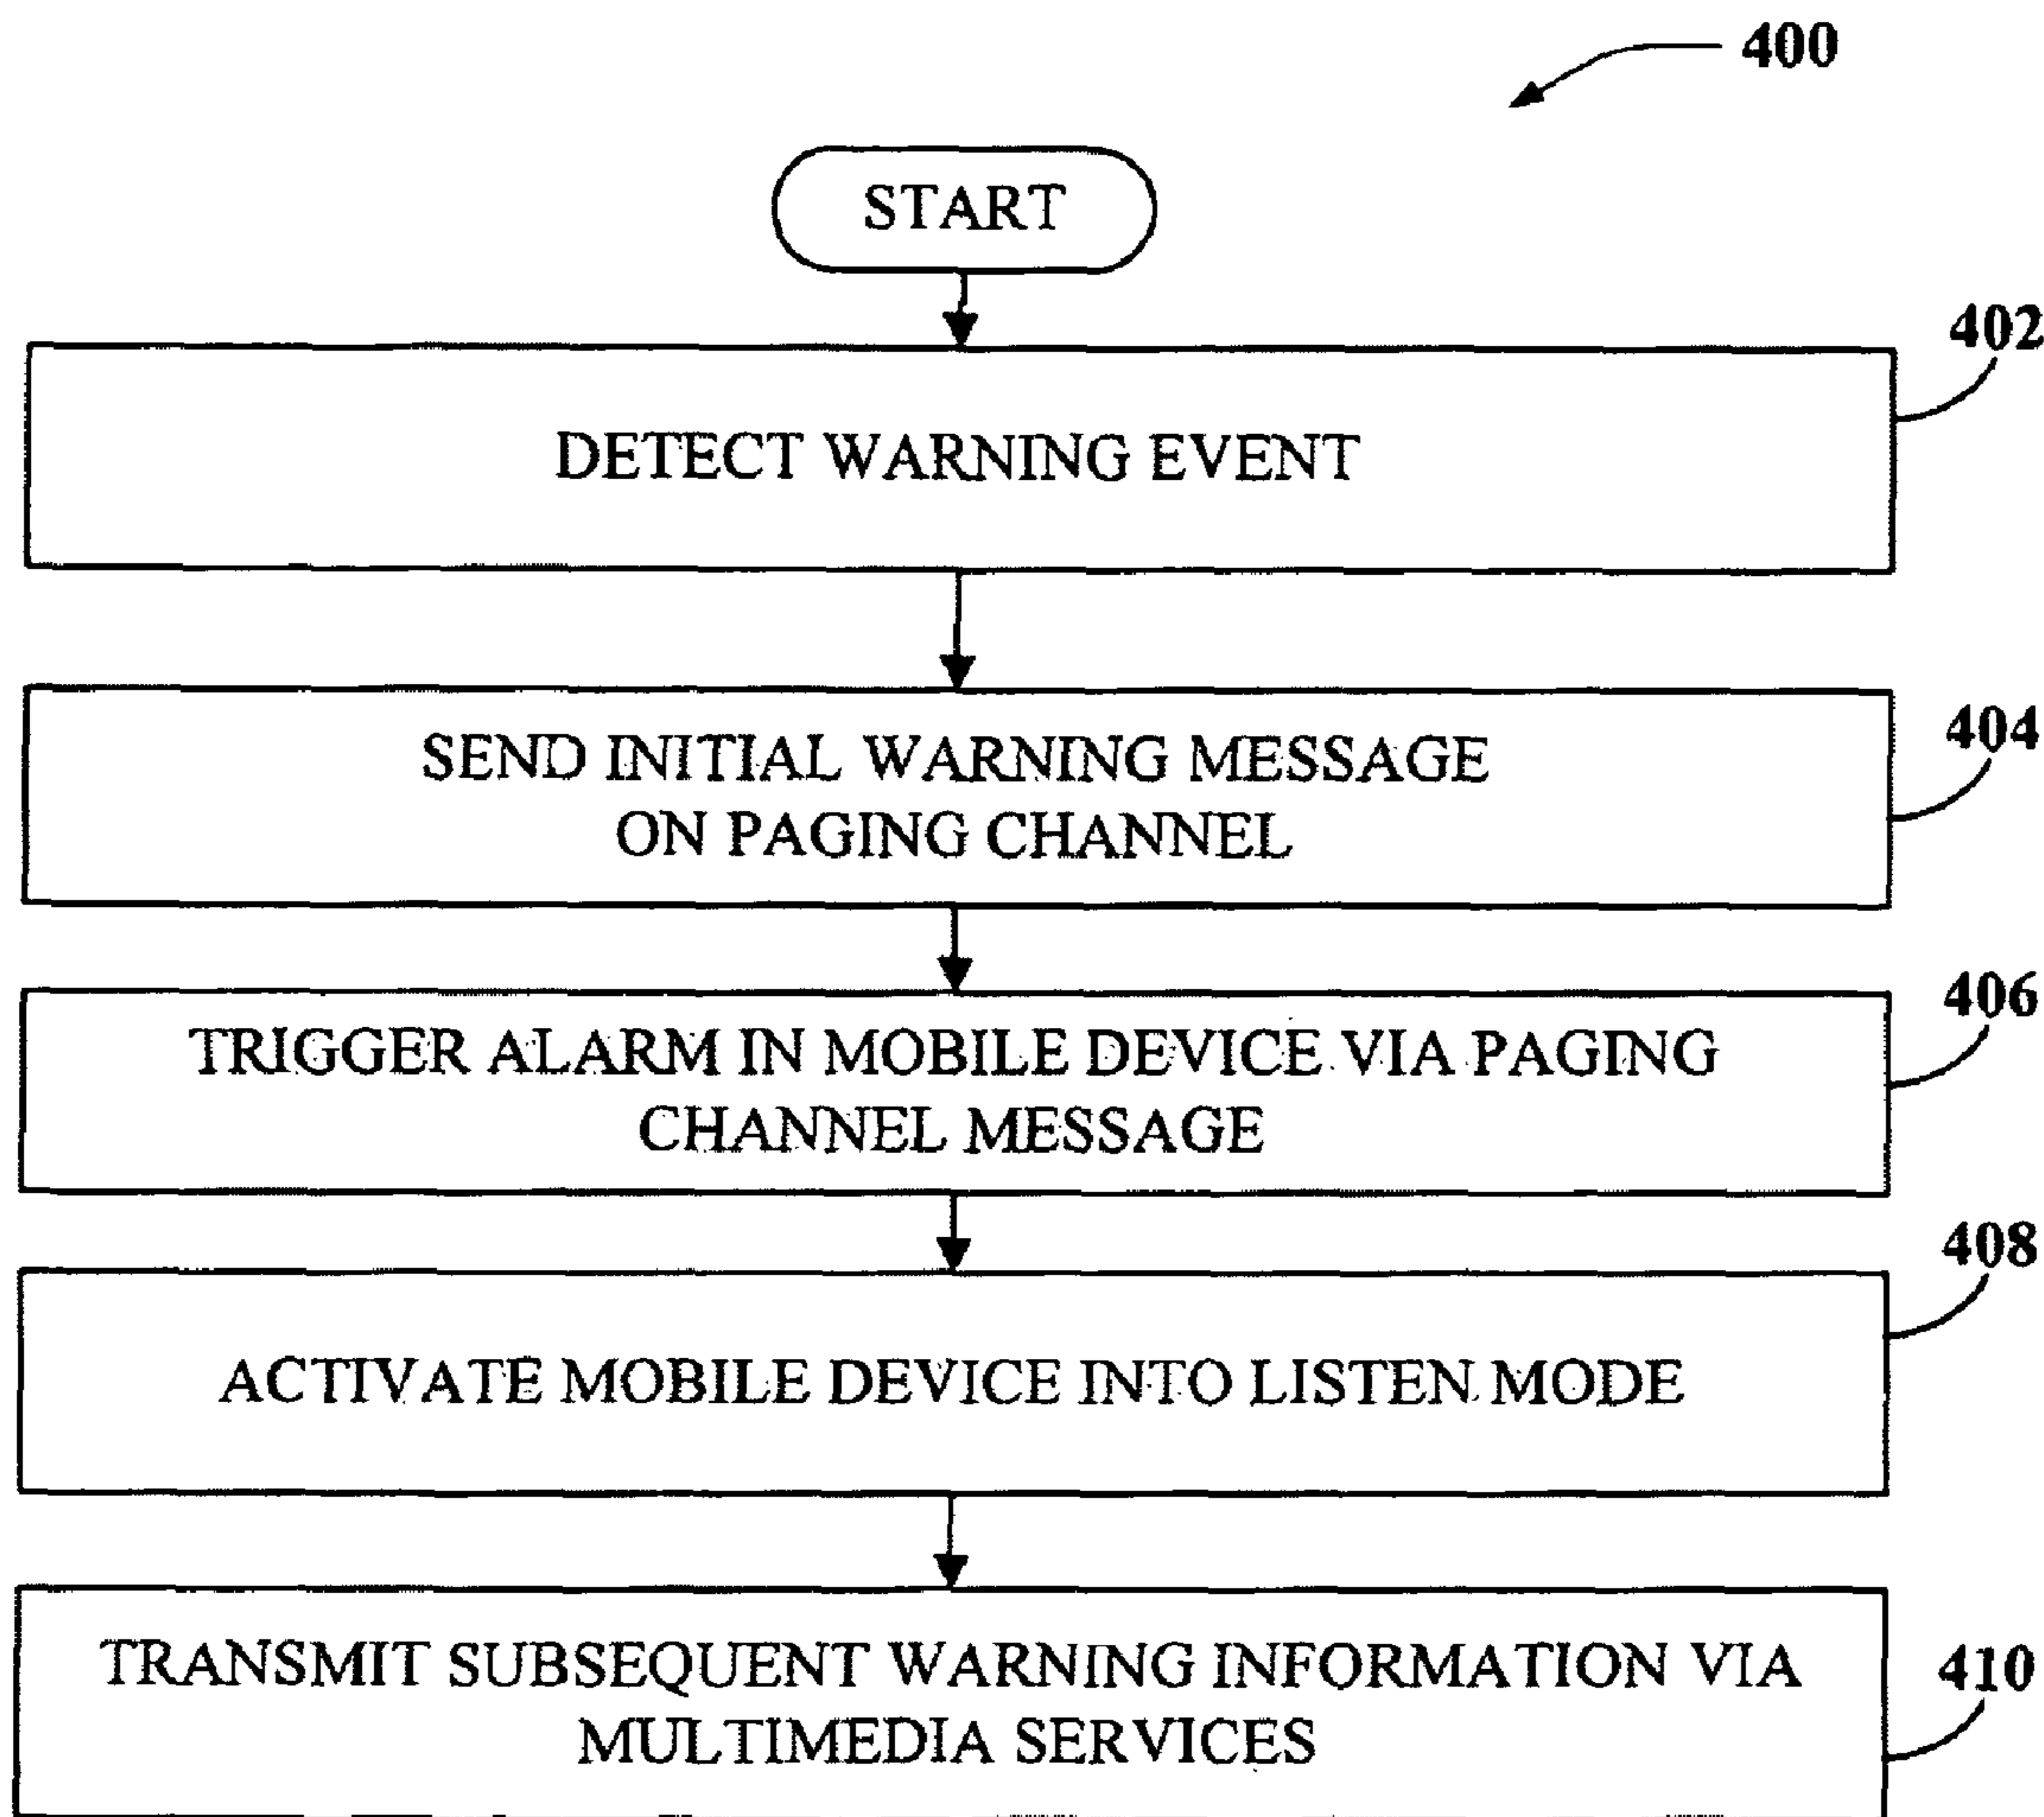 400
START
402
DETECT WARNING EVENT
404
SEND INITIAL WARNING MESSAGE
ON PAGING CHANNEL
406
TRIGGER ALARM IN MOBILE DEVICE VIA PAGING
CHANNEL MESSAGE
408
ACTIVATE MOBILE DEVICE INTO LISTEN MODE
410
TRANSMIT SUBSEQUENT WARNING INFORMATION VIA
MULTIMEDIA SERVICES